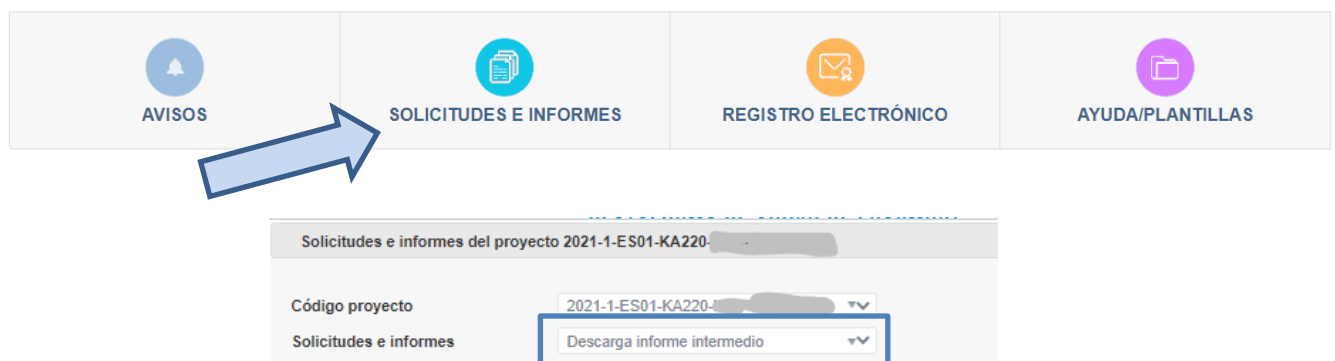 AVISOS
SOLICITUDES E INFORMES
REGISTRO ELECTRÓNICO
AYUDA/PLANTILLAS
Solicitudes e informes del proyecto 2021-1-ES01-KA220-
Código proyecto 2021-1-ES01-KA220-
Solicitudes e informes Descarga informe intermedio